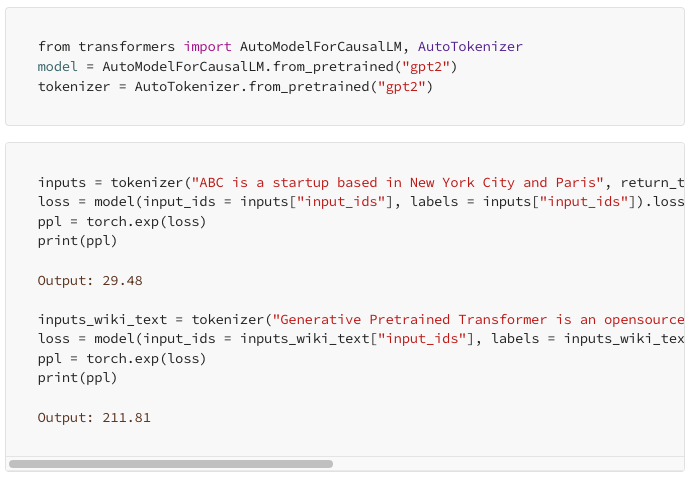 from transformers import AutoModelForCausalLM, AutoTokenizer
model = AutoModelForCausalLM.from_pretrained("gpt2")
tokenizer = AutoTokenizer.from_pretrained("gpt2")
inputs = tokenizer("ABC is a startup based in New York City and Paris", return_t
loss = model(input_ids = inputs["input_ids"], labels = inputs["input_ids"]).loss
ppl = torch.exp(loss)
print(ppl)
Output: 29.48
inputs_wiki_text = tokenizer("Generative Pretrained Transformer is an opensource
loss = model(input_ids = inputs_wiki_text["input_ids"], labels = inputs_wiki_tex
ppl = torch.exp(loss)
print(ppl)
Output: 211.81